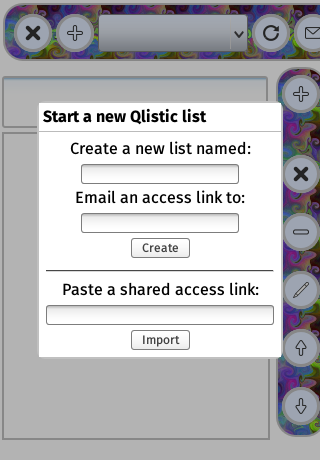 Start a new Qlistic list
Create a new list named:
Email an access link to:
Create
Paste a shared access link:
Import